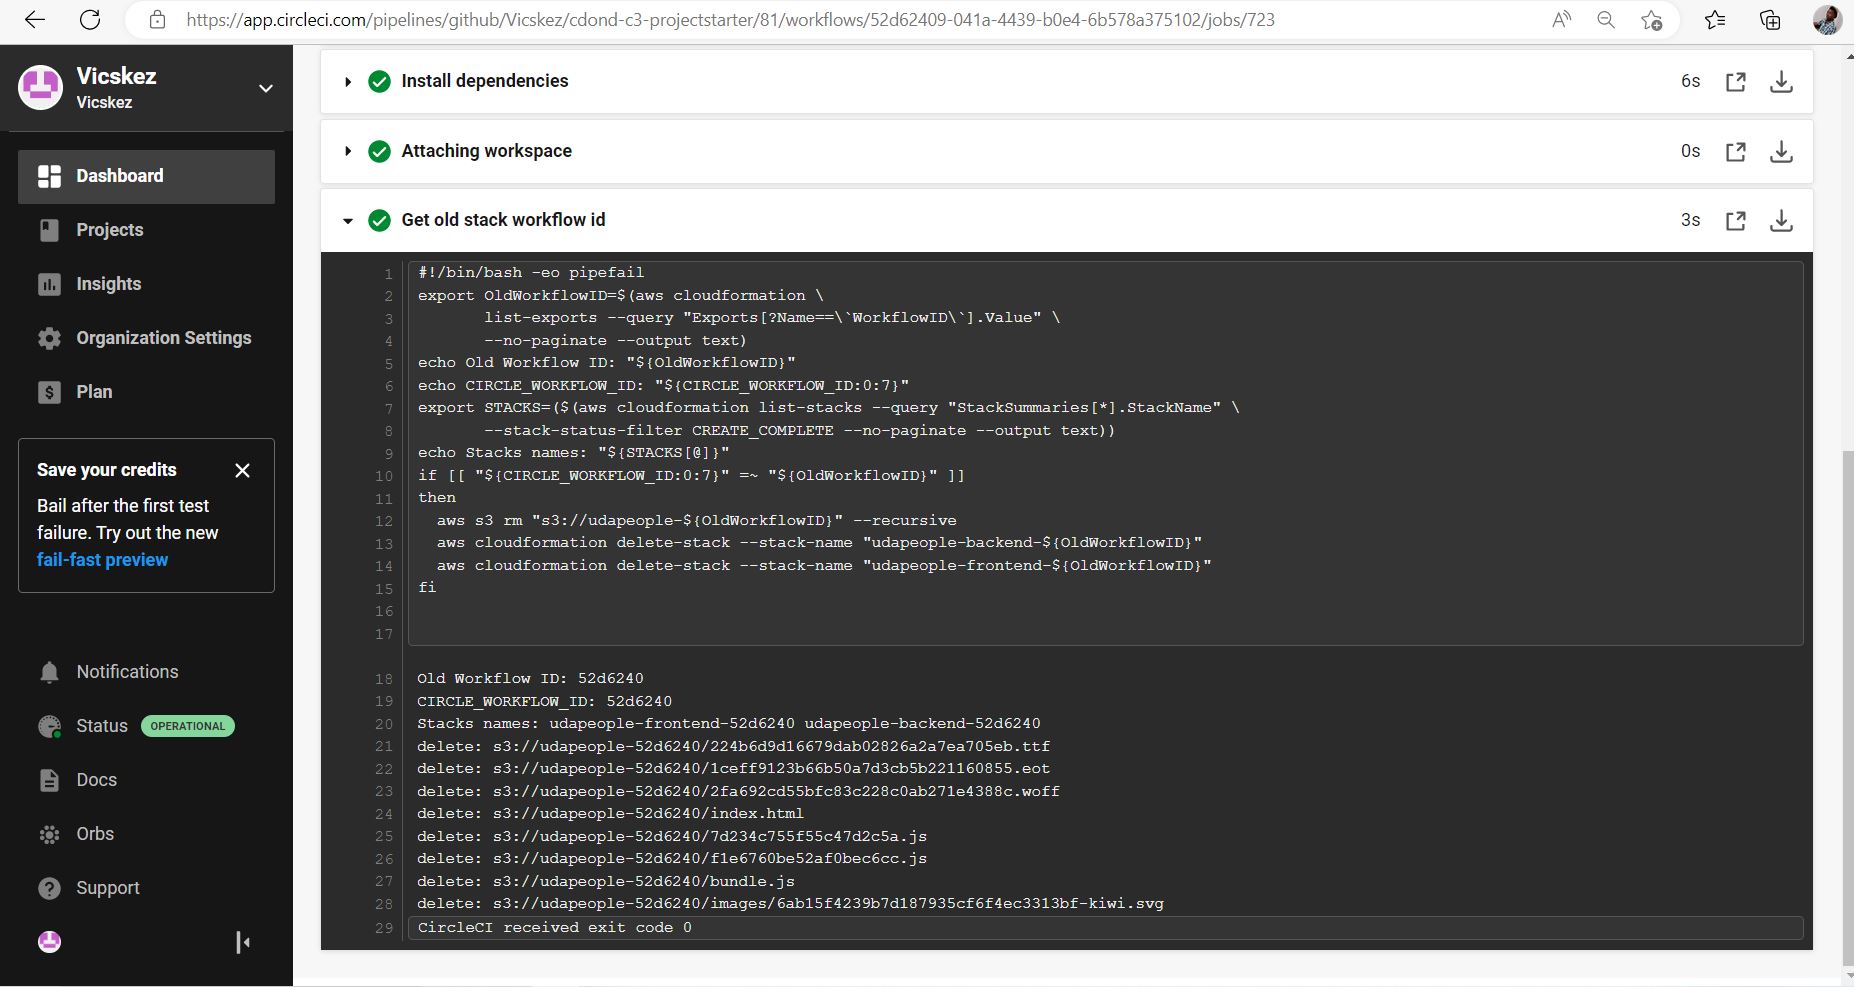 https://app.circleci.com/pipelines/github/Vicskez/cdond-c3-projectstarter/81/workflows/52d62409-041a-4439-b0e4-6b578a375102/jobs/723
Vicskez
Vicskez
Dashboard
Projects
Insights
Organization Settings
Plan
Save your credits
Bail after the first test
failure. Try out the new
fail-fast preview
Notifications
Status OPERATIONAL
Docs
Orbs
Support
Install dependencies 6s
Attaching workspace 0s
Get old stack workflow id 3s
1 #!/bin/bash -eo pipefail
2 export OldWorkflowID=$(aws cloudformation \
3 list-exports --query "Exports[?Name==\`WorkflowID\`].Value" \
4 --no-paginate --output text)
5 echo Old Workflow ID: "${OldWorkflowID}"
6 echo CIRCLE_WORKFLOW_ID: "${CIRCLE_WORKFLOW_ID:0:7}"
7 export STACKS=($(aws cloudformation list-stacks --query "StackSummaries[*].StackName" \
8 --stack-status-filter CREATE_COMPLETE --no-paginate --output text))
9 echo Stacks names: "${STACKS[@]}"
10 if [[ "${CIRCLE_WORKFLOW_ID:0:7}" =~ "${OldWorkflowID}" ]]
11 then
12 aws s3 rm "s3://udapeople-${OldWorkflowID}" --recursive
13 aws cloudformation delete-stack --stack-name "udapeople-backend-${OldWorkflowID}"
14 aws cloudformation delete-stack --stack-name "udapeople-frontend-${OldWorkflowID}"
15 fi
16
17
18 Old Workflow ID: 52d6240
19 CIRCLE_WORKFLOW_ID: 52d6240
20 Stacks names: udapeople-frontend-52d6240 udapeople-backend-52d6240
21 delete: s3://udapeople-52d6240/224b6d9d16679dab02826a2a7ea705eb.ttf
22 delete: s3://udapeople-52d6240/1ceff9123b66b50a7d3cb5b221160855.eot
23 delete: s3://udapeople-52d6240/2fa692cd55bfc83c228c0ab271e4388c.woff
24 delete: s3://udapeople-52d6240/index.html
25 delete: s3://udapeople-52d6240/7d234c755f55c47d2c5a.js
26 delete: s3://udapeople-52d6240/f1e6760be52af0bec6cc.js
27 delete: s3://udapeople-52d6240/bundle.js
28 delete: s3://udapeople-52d6240/images/6ab15f4239b7d187935cf6f4ec3313bf-kiwi.svg
29 CircleCI received exit code 0